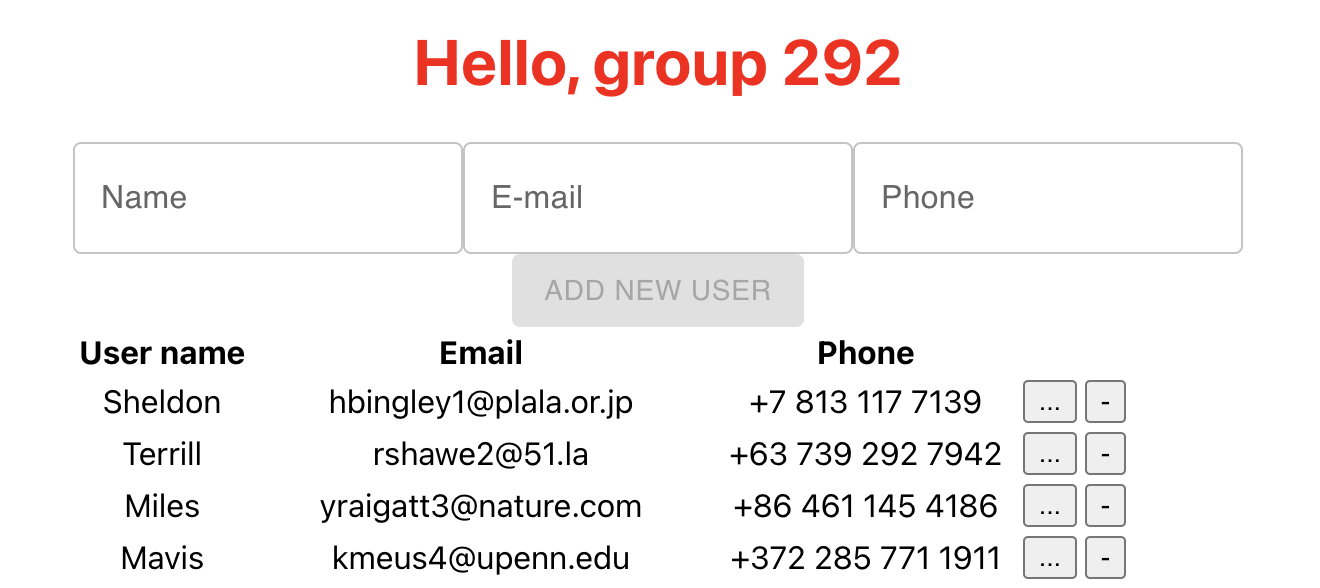 Hello, group 292
Name E-mail Phone
ADD NEW USER
User name Email Phone
Sheldon hbingley1@plala.or.jp +7 813 117 7139 ... -
Terrill rshawe2@51.la +63 739 292 7942 ... -
Miles yraigatt3@nature.com +86 461 145 4186 ... -
Mavis kmeus4@upenn.edu +372 285 771 1911 ... -